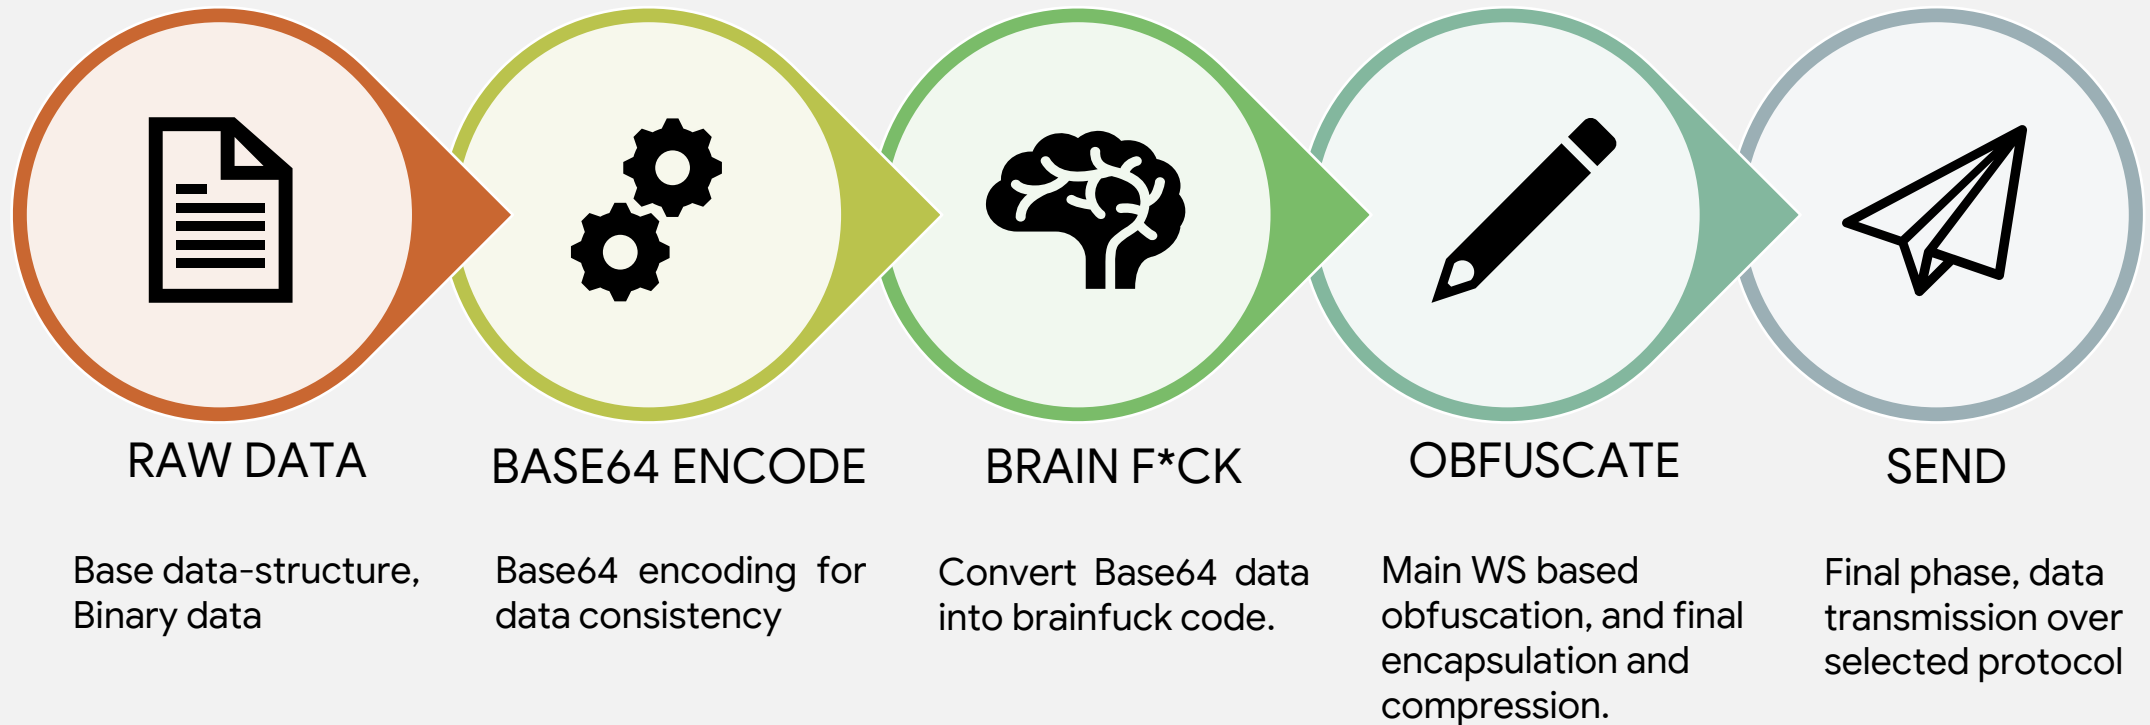 RAW DATA
Base data-structure,
Binary data
BASE64 ENCODE
Base64 encoding for
data consistency
BRAIN F*CK
Convert Base64 data
into brainfuck code.
OBFUSCATE
Main WS based
obfuscation, and final
encapsulation and
compression.
SEND
Final phase, data
transmission over
selected protocol